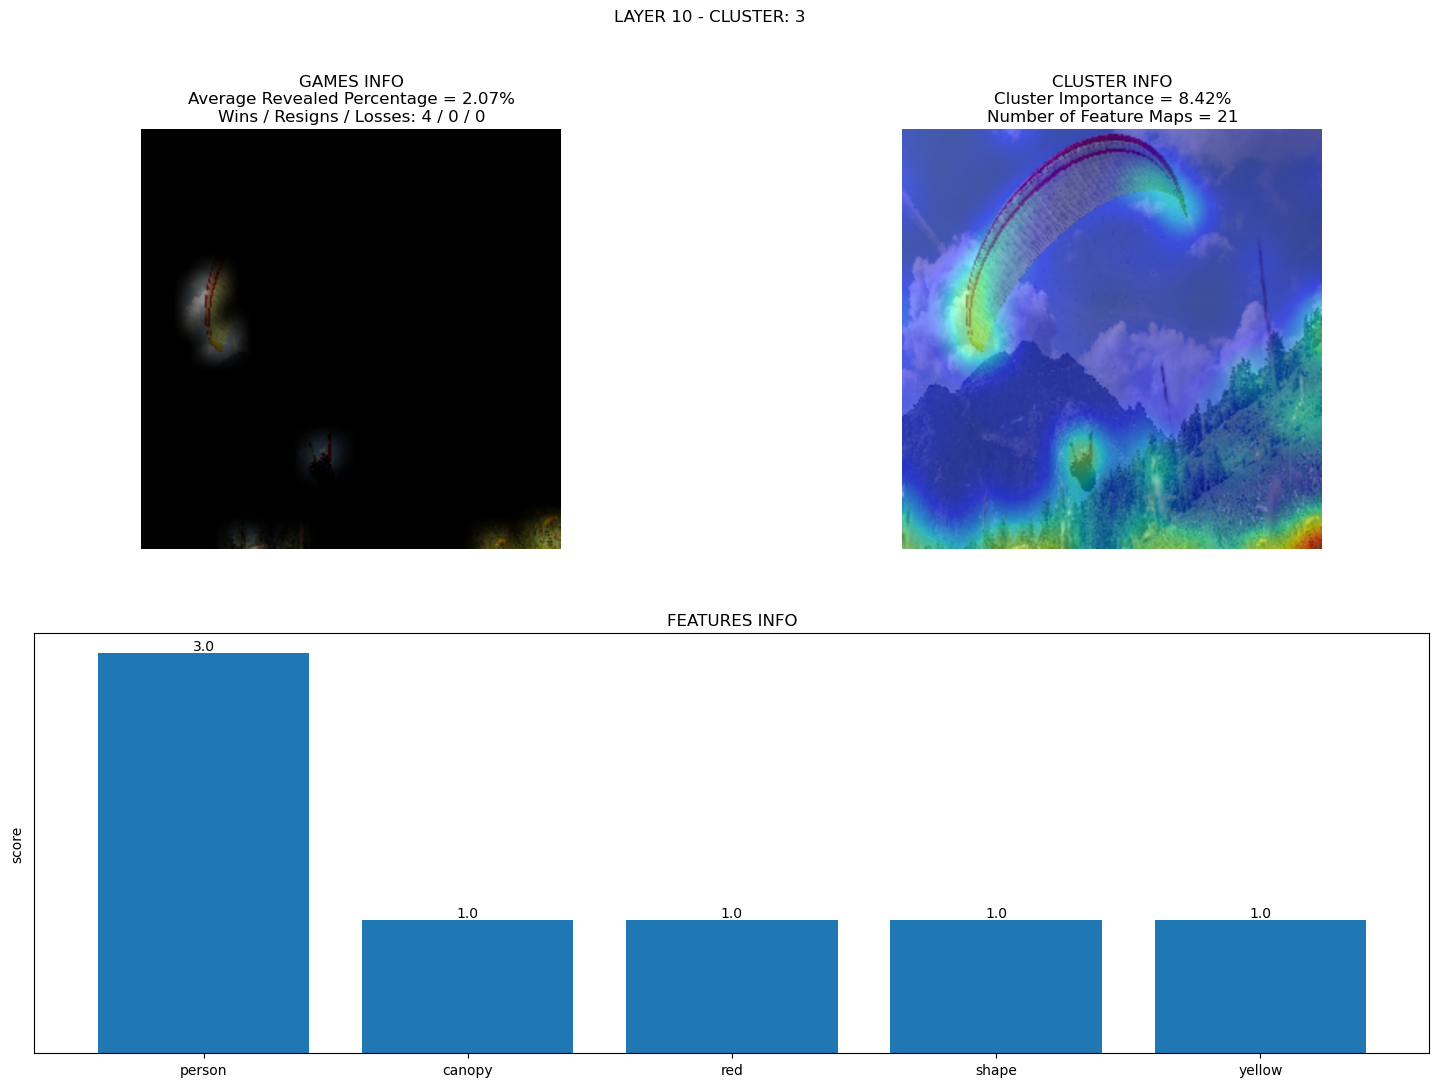 LAYER 10 - CLUSTER: 3
GAMES INFO
Average Revealed Percentage = 2.07%
Wins / Resigns / Losses: 4 / 0 / 0
CLUSTER INFO
Cluster Importance = 8.42%
Number of Feature Maps = 21
FEATURES INFO
score
3.0
1.0
1.0
1.0
1.0
person
canopy
red
shape
yellow